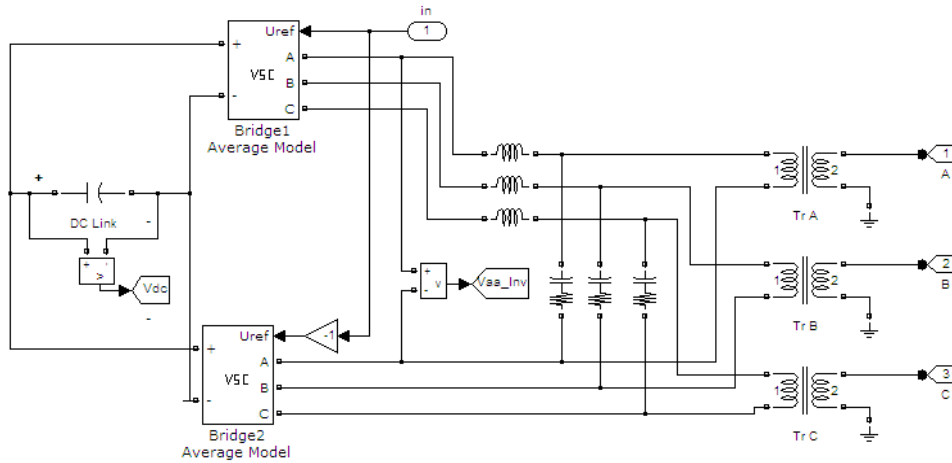 in
1
Uref
+
A
VSC
B
-
C
Bridge1
Average Model
1
2
1
A
Tr A
+
DC Link
-
+
-
v
Vdc
-
+
-
v
Vaa_Inv
1
2
2
B
Tr B
Uref
-1
+
A
VSC
B
-
C
Bridge2
Average Model
1
2
3
C
Tr C